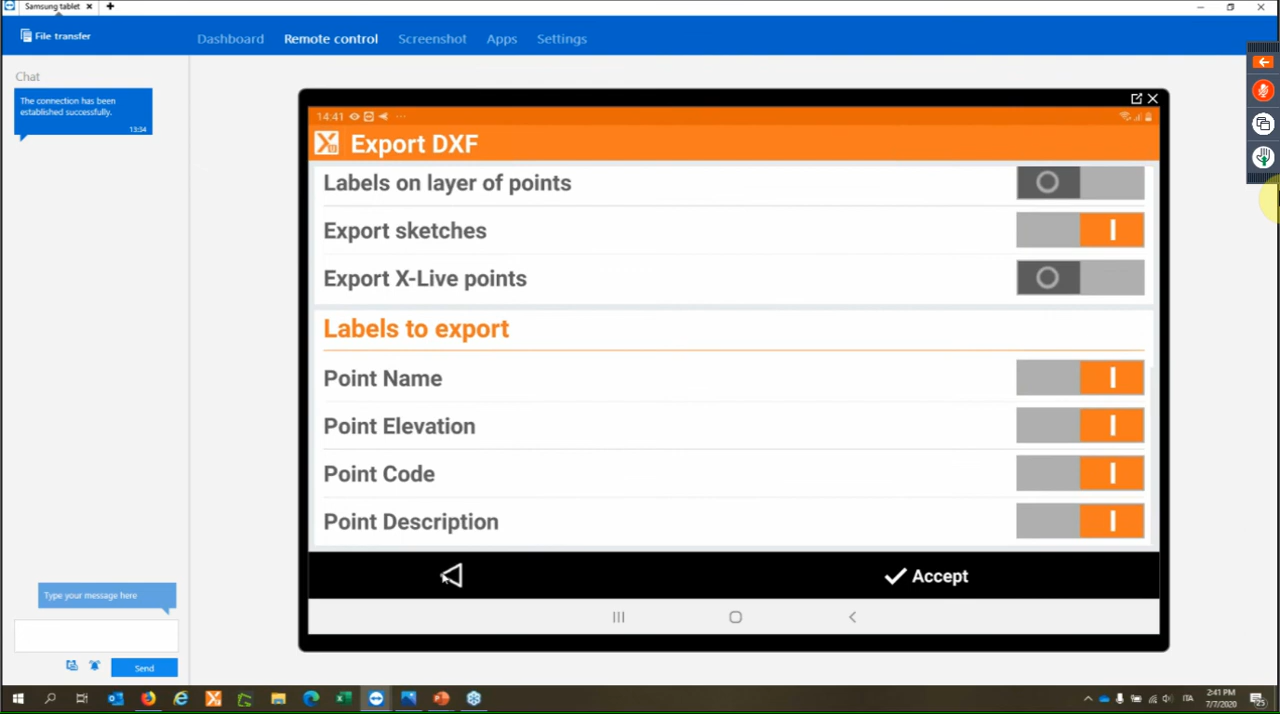 Samsung tablet
File transfer
Dashboard
Remote control
Screenshot
Apps
Settings
Chat
The connection has been
established successfully.
13:34
14:41
Export DXF
Labels on layer of points
Export sketches
Export X-Live points
Labels to export
Point Name
Point Elevation
Point Code
Point Description
Accept
Type your message here
Send
ITA
2:41 PM
7/7/2020
25